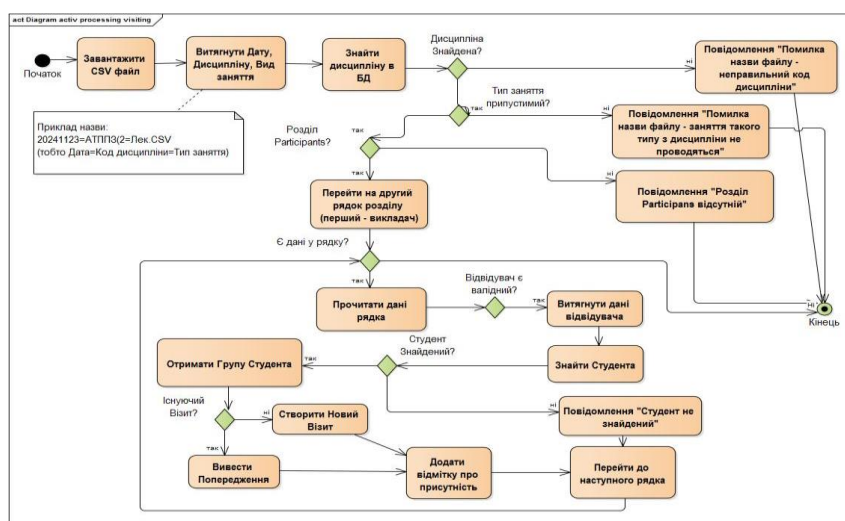 act Diagram activ processing visiting
Початок
Завантажити
CSV файл
Витягнути Дату,
Дисципліну, Вид
заняття
Знайти
дисципліну в
БД
Дисципліна
Знайдена?
ні
Повідомлення "Помилка
назви файлу -
неправильний код
дисципліни"
так
Тип заняття
припустимий?
ні
Повідомлення "Помилка
назви файлу - заняття такого
типу з дисципліни не
проводяться"
Приклад назви:
20241123=АТППЗ(2=Лек.CSV
(тобто Дата=Код дисципліни=Тип заняття)
Розділ
Participants?
так
ні
Повідомлення "Розділ
Participans відсутній"
так
Перейти на другий
рядок розділу
(перший - викладач)
Є дані у рядку?
ні
Кінець
так
Прочитати дані
рядка
Відвідувач є
валідний?
так
Витягнути дані
відвідувача
Знайти Студента
Студент
Знайдений?
так
Отримати Групу Студента
ні
Повідомлення "Студент не
знайдений"
Існуючий
Візит?
ні
Створити Новий
Візит
так
Вивести
Попередження
Додати
відмітку про
присутність
Перейти до
наступного рядка